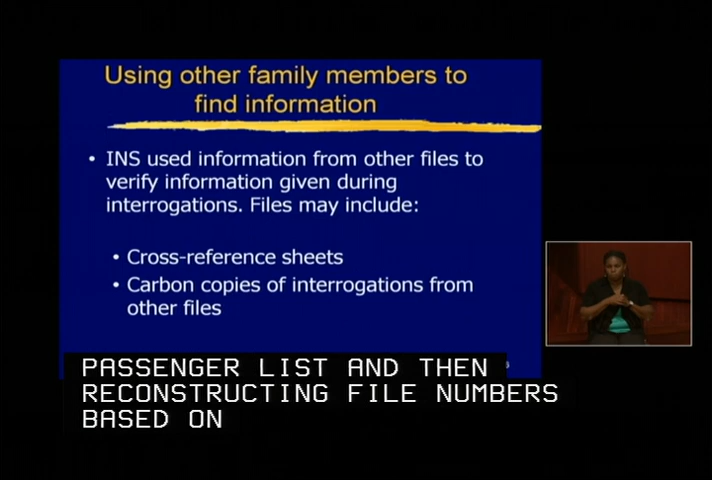 Using other family members to
find information
• INS used information from other files to
verify information given during
interrogations. Files may include:
• Cross-reference sheets
• Carbon copies of interrogations from
other files
PASSENGER LIST AND THEN
RECONSTRUCTING FILE NUMBERS
BASED ON